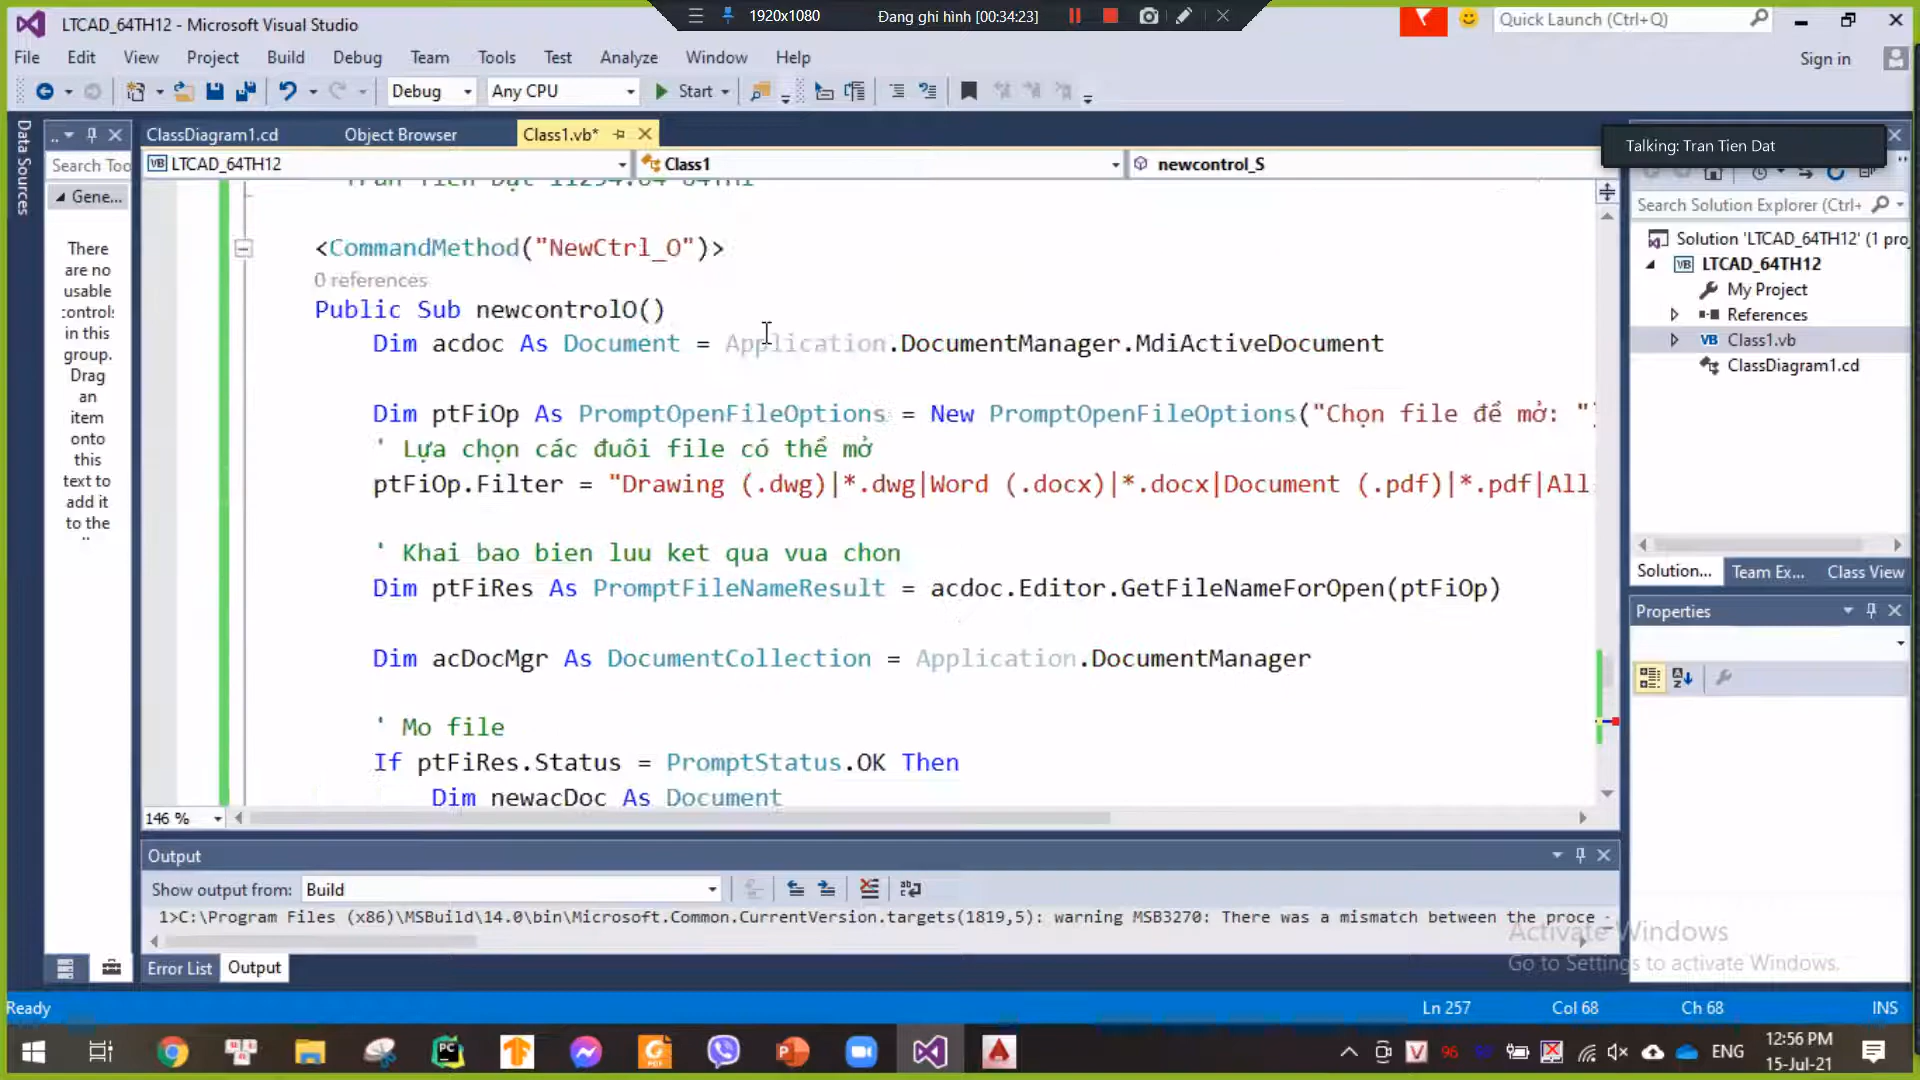 1920x1080
Đang ghi hình [00:34:23]
LTCAD_64TH12 - Microsoft Visual Studio
Quick Launch (Ctrl+Q)
File Edit View Project Build Debug Team Tools Test Analyze Window Help
Sign in
Debug Any CPU Start
Data Sources
ClassDiagram1.cd Object Browser Class1.vb*
Talking: Tran Tien Dat
Search Too
LTCAD_64TH12 Class1 newcontrol_S
Gene...
There
are no
usable
controls
in this
group.
Drag
an
item
onto
this
text to
add it
to the
<CommandMethod("NewCtrl_O")>
0 references
Public Sub newcontrolO()
Dim acdoc As Document = Application.DocumentManager.MdiActiveDocument
Dim ptFiOp As PromptOpenFileOptions = New PromptOpenFileOptions("Chọn file để mở: ")
' Lựa chọn các đuôi file có thể mở
ptFiOp.Filter = "Drawing (.dwg)|*.dwg|Word (.docx)|*.docx|Document (.pdf)|*.pdf|All
' Khai bao bien luu ket qua vua chon
Dim ptFiRes As PromptFileNameResult = acdoc.Editor.GetFileNameForOpen(ptFiOp)
Dim acDocMgr As DocumentCollection = Application.DocumentManager
' Mo file
If ptFiRes.Status = PromptStatus.OK Then
Dim newacDoc As Document
146 %
Search Solution Explorer (Ctrl+
Solution 'LTCAD_64TH12' (1 proj
LTCAD_64TH12
My Project
References
Class1.vb
ClassDiagram1.cd
Solution... Team Ex... Class View
Properties
Output
Show output from: Build
1>C:\Program Files (x86)\MSBuild\14.0\bin\Microsoft.Common.CurrentVersion.targets(1819,5): warning MSB3270: There was a mismatch between the proce
Activate Windows
Go to Settings to activate Windows.
Error List Output
Ready
Ln 257 Col 68 Ch 68 INS
96
ENG
12:56 PM
15-Jul-21